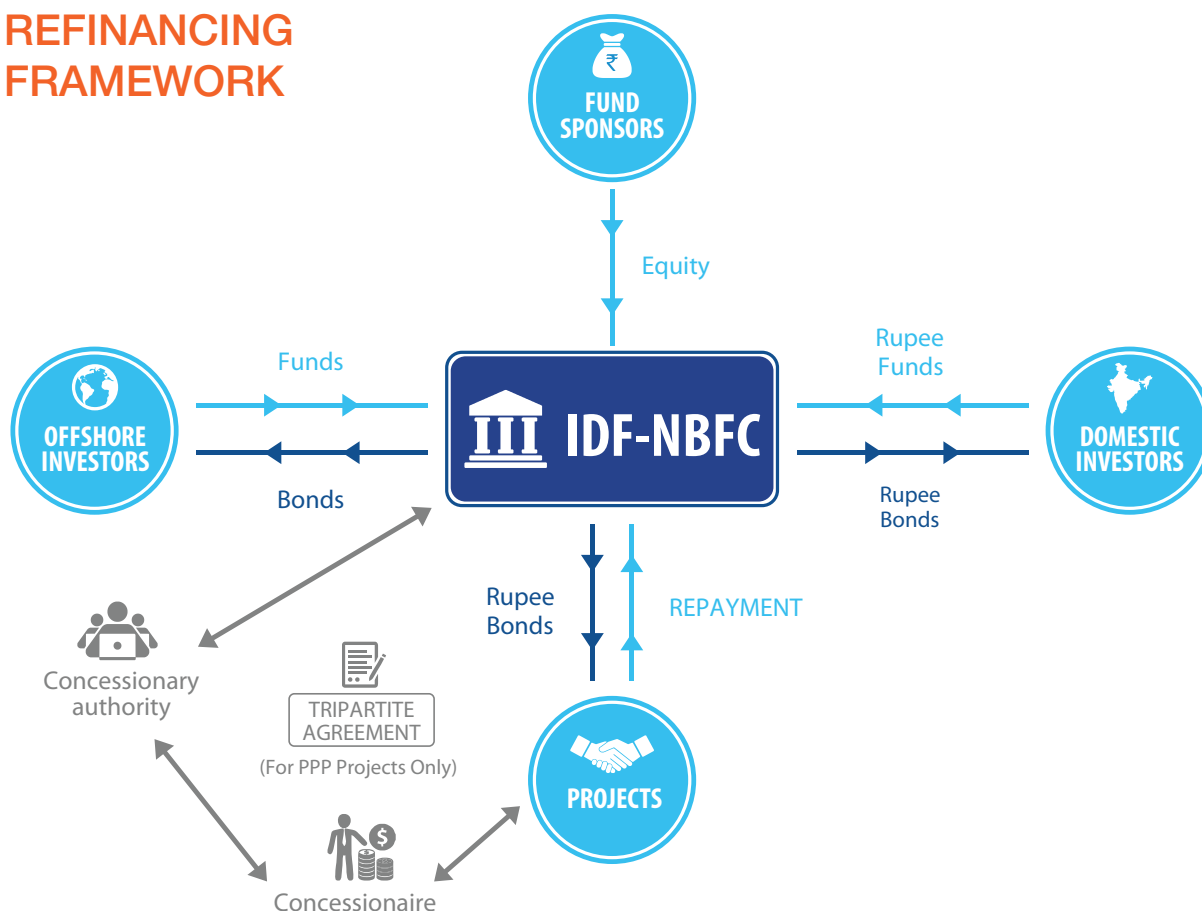 REFINANCING
FRAMEWORK
₹
FUND
SPONSORS
Equity
Funds
Rupee
Funds
OFFSHORE
INVESTORS
IDF-NBFC
DOMESTIC
INVESTORS
Bonds
Rupee
Bonds
Rupee
Bonds
REPAYMENT
Concessionary
authority
TRIPARTITE
AGREEMENT
(For PPP Projects Only)
PROJECTS
$
Concessionaire